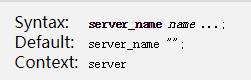 Syntax: server_name name ...;
Default: server_name "";
Context: server